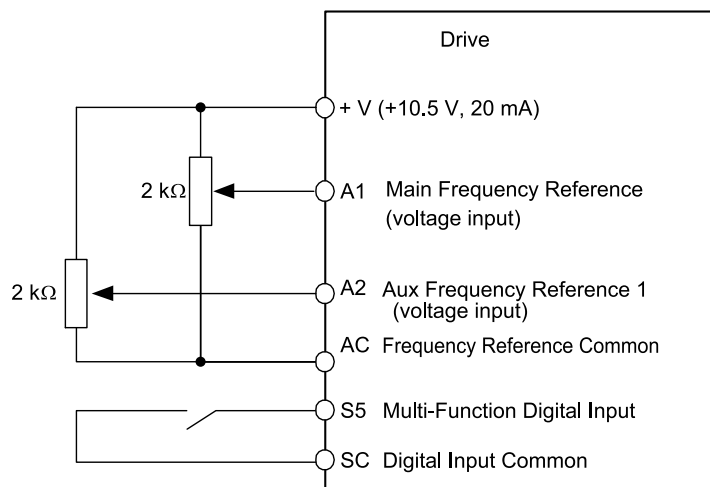 Drive
+ V (+10.5 V, 20 mA)
2 kΩ
A1 Main Frequency Reference
(voltage input)
2 kΩ
A2 Aux Frequency Reference 1
(voltage input)
AC Frequency Reference Common
S5 Multi-Function Digital Input
SC Digital Input Common